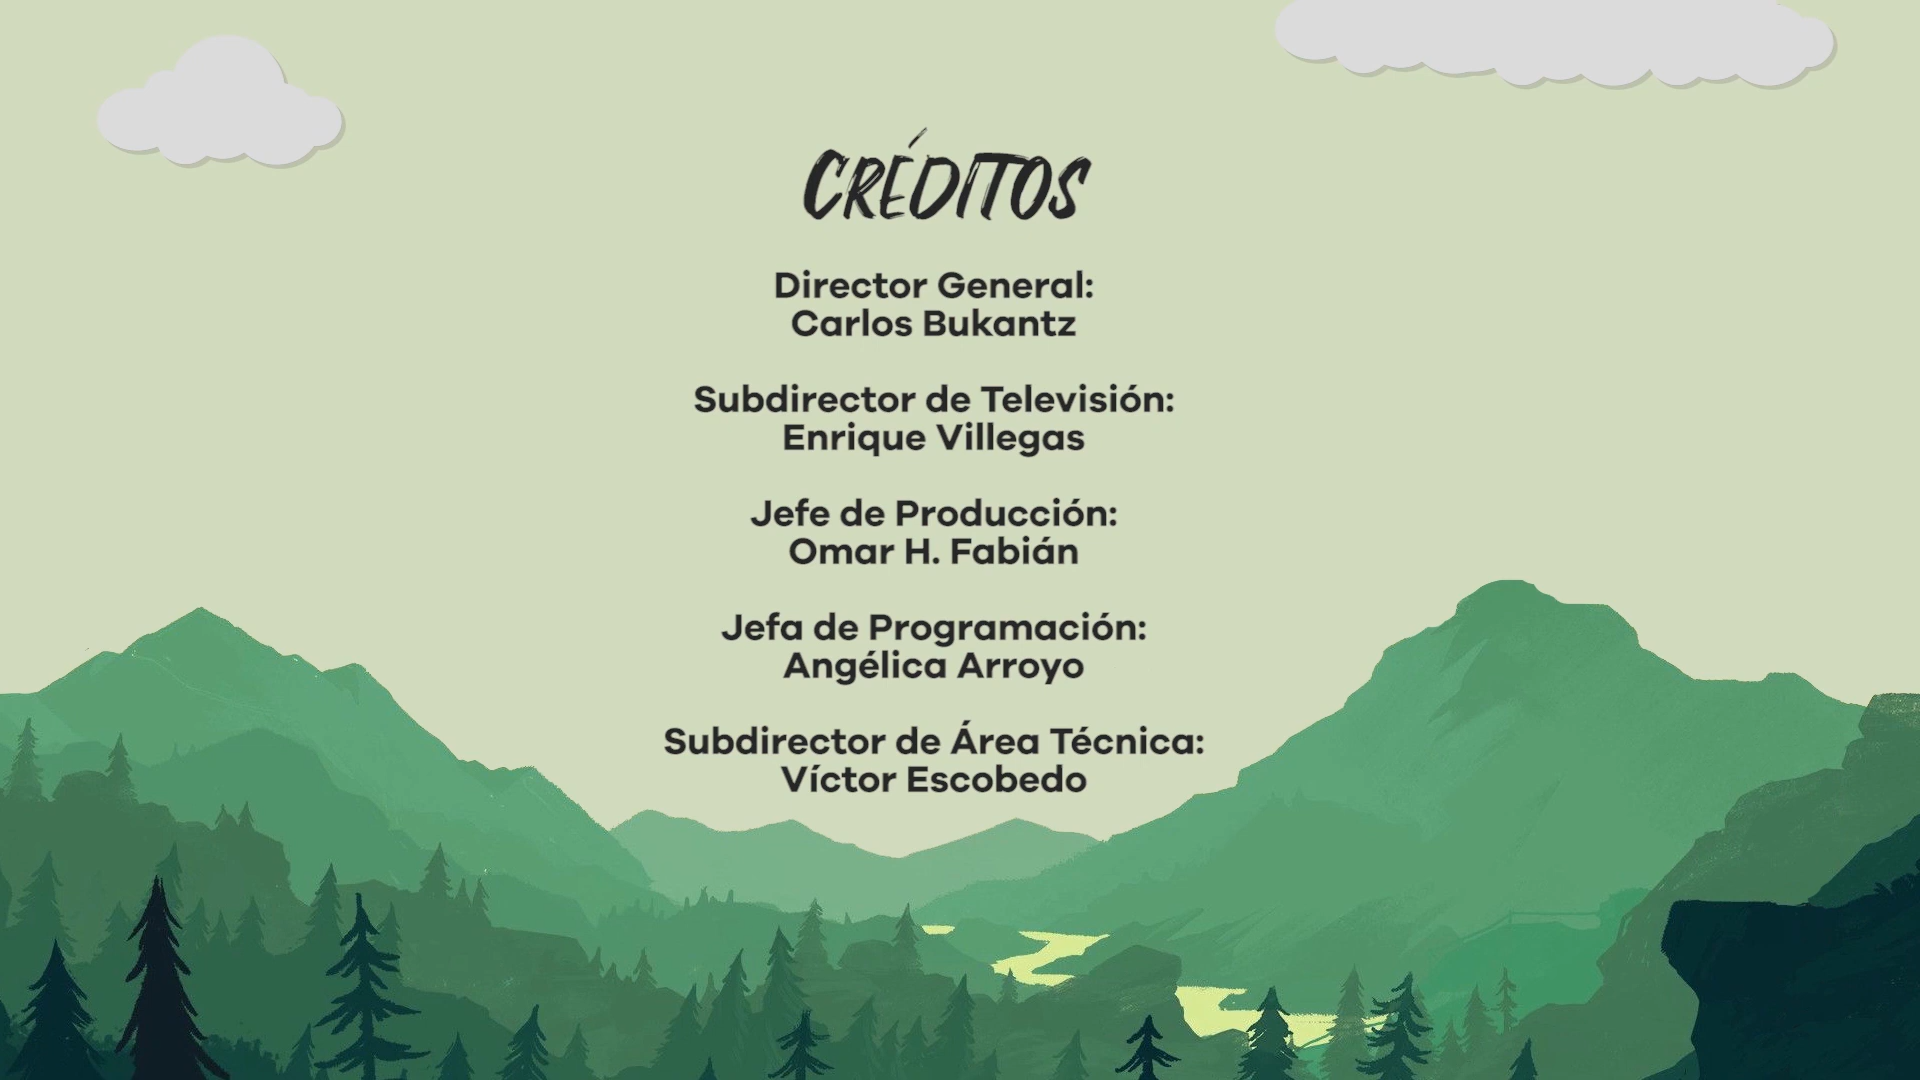 CRÉDITOS
Director General:
Carlos Bukantz
Subdirector de Televisión:
Enrique Villegas
Jefe de Producción:
Omar H. Fabián
Jefa de Programación:
Angélica Arroyo
Subdirector de Área Técnica:
Víctor Escobedo